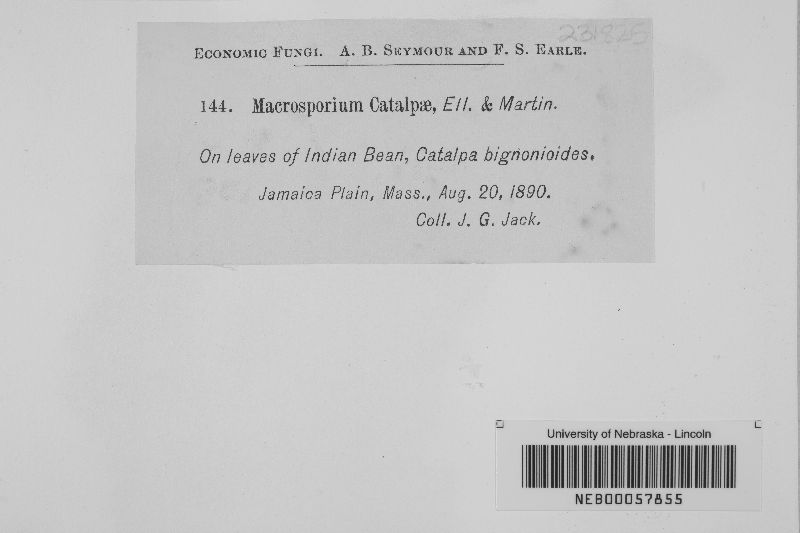 231825
ECONOMIC FUNGI. A. B. SEYMOUR AND F. S. EARLE.
144. Macrosporium Catalpæ, Ell. & Martin.
On leaves of Indian Bean, Catalpa bignonioides.
Jamaica Plain, Mass., Aug. 20, 1890.
Coll. J. G. Jack.
University of Nebraska - Lincoln
NEB00057855